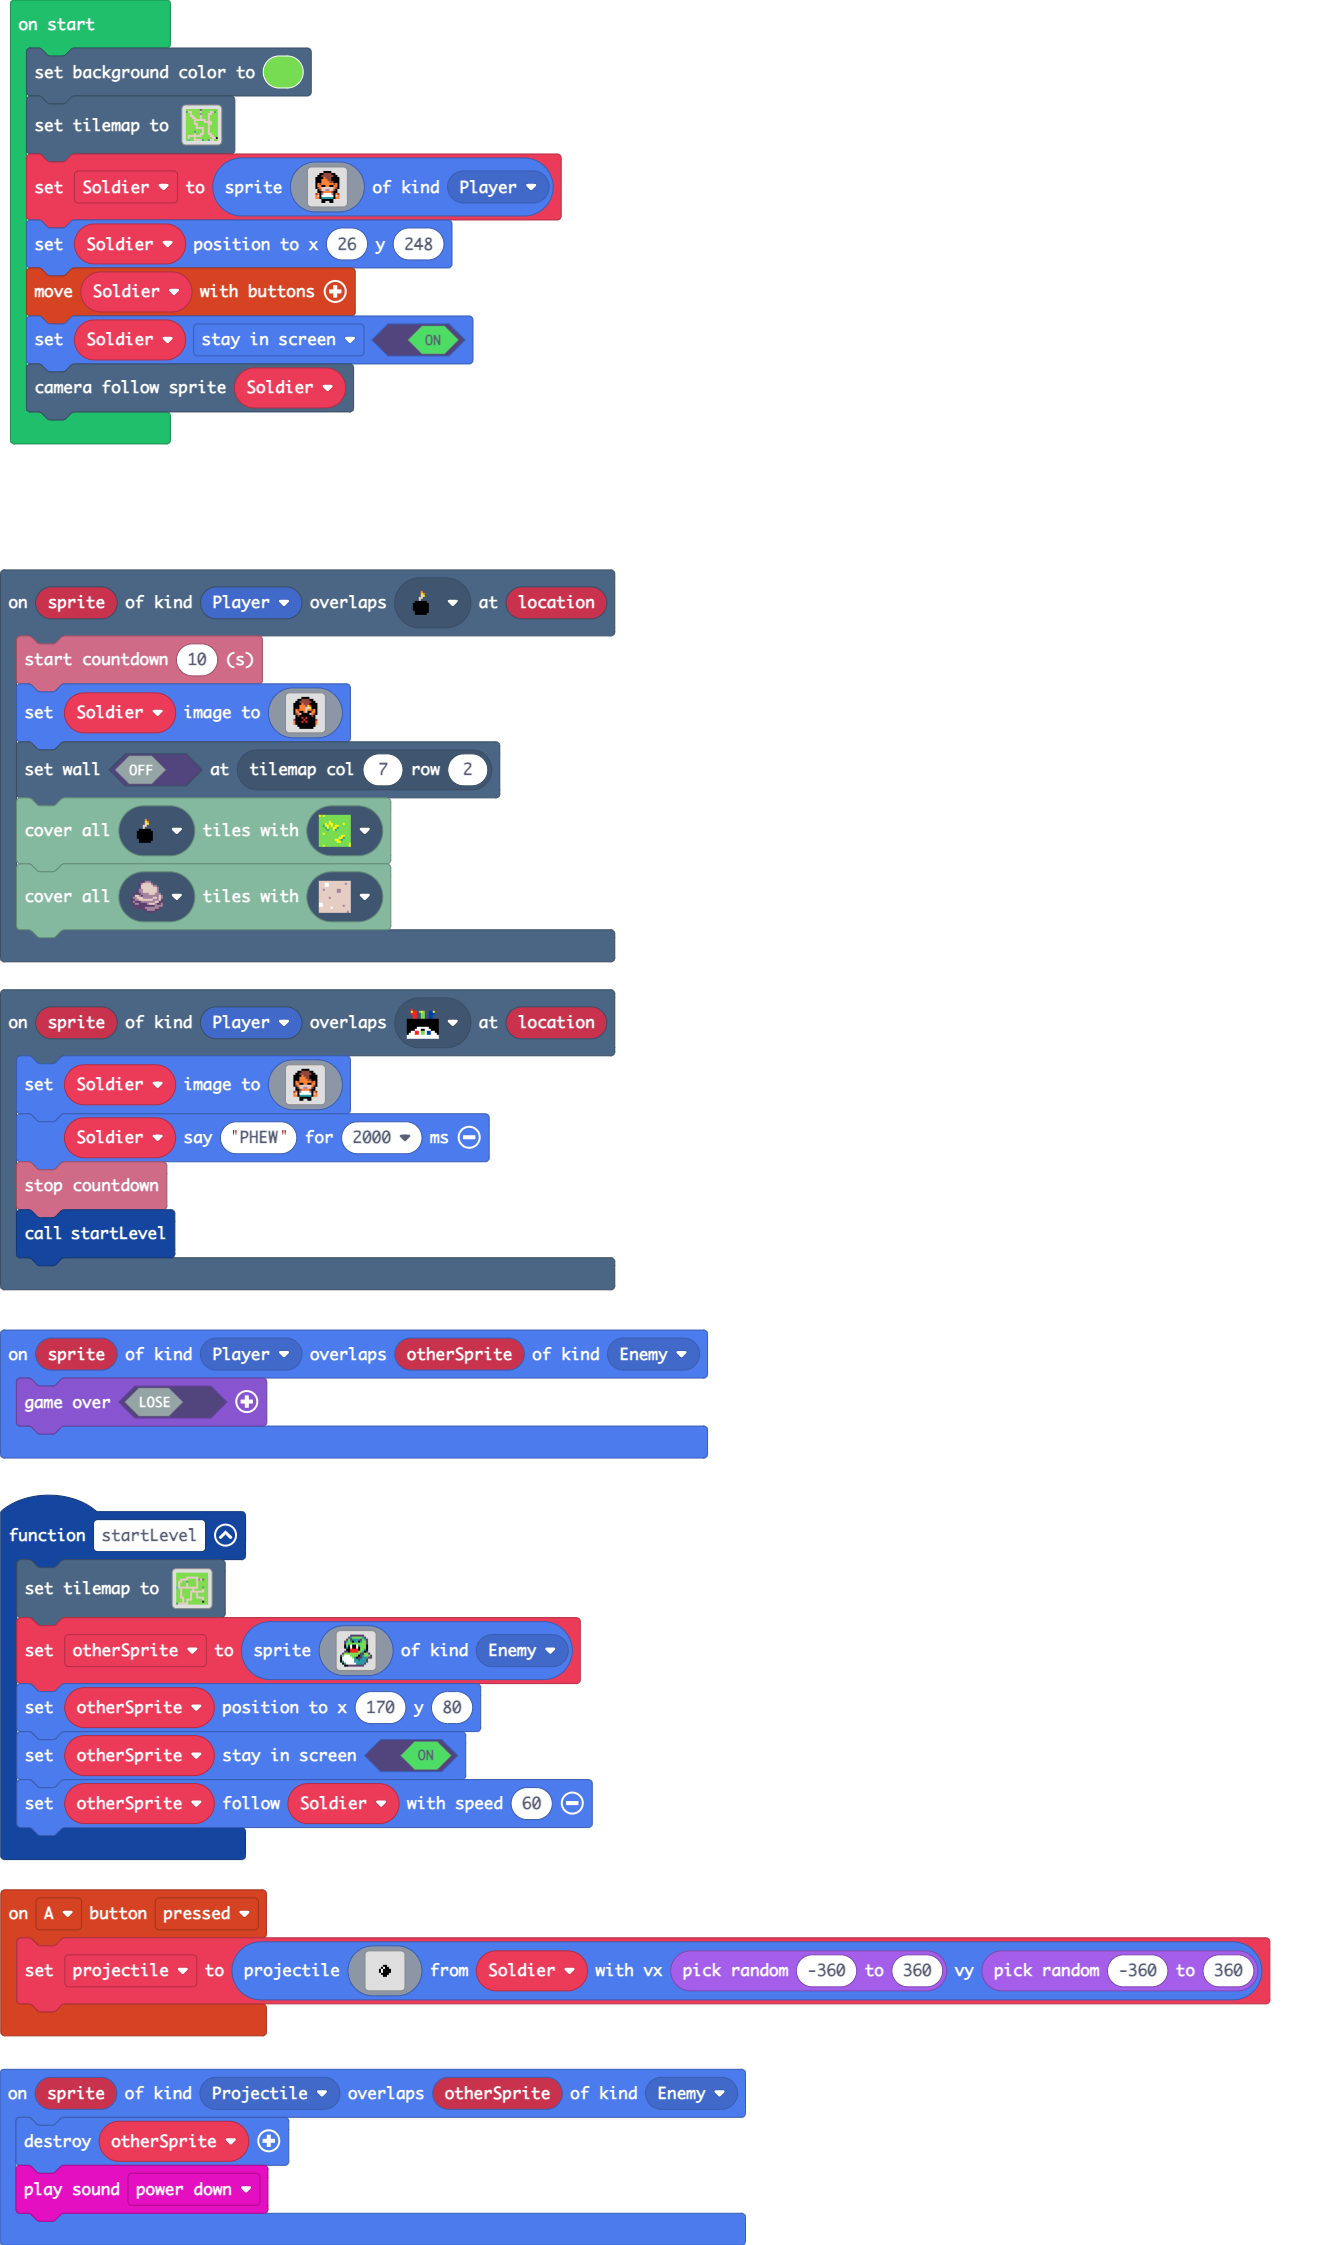 on start
set background color to
set tilemap to
set Soldier to sprite of kind Player
set Soldier position to x 26 y 248
move Soldier with buttons
set Soldier stay in screen ON
camera follow sprite Soldier
on sprite of kind Player overlaps at location
start countdown 10 (s)
set Soldier image to
set wall OFF at tilemap col 7 row 2
cover all tiles with
cover all tiles with
on sprite of kind Player overlaps at location
set Soldier image to
Soldier say "PHEW" for 2000 ms
stop countdown
call startLevel
on sprite of kind Player overlaps otherSprite of kind Enemy
game over LOSE
function startLevel
set tilemap to
set otherSprite to sprite of kind Enemy
set otherSprite position to x 170 y 80
set otherSprite stay in screen ON
set otherSprite follow Soldier with speed 60
on A button pressed
set projectile to projectile from Soldier with vx pick random -360 to 360 vy pick random -360 to 360
on sprite of kind Projectile overlaps otherSprite of kind Enemy
destroy otherSprite
play sound power down